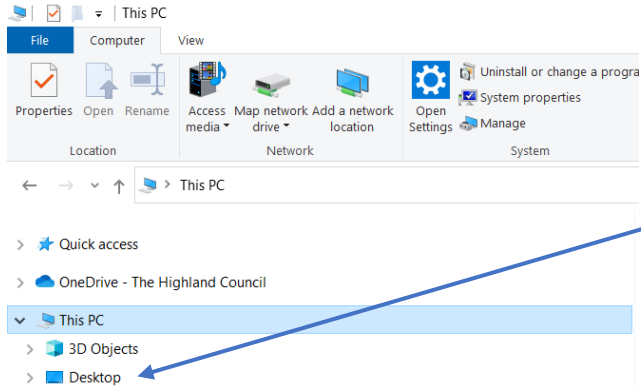 This PC
File Computer View
Properties Open Rename Access media Map network drive Add a network location Open Settings Uninstall or change a progra
System properties
Manage
Location Network System
This PC
Quick access
OneDrive - The Highland Council
This PC
3D Objects
Desktop